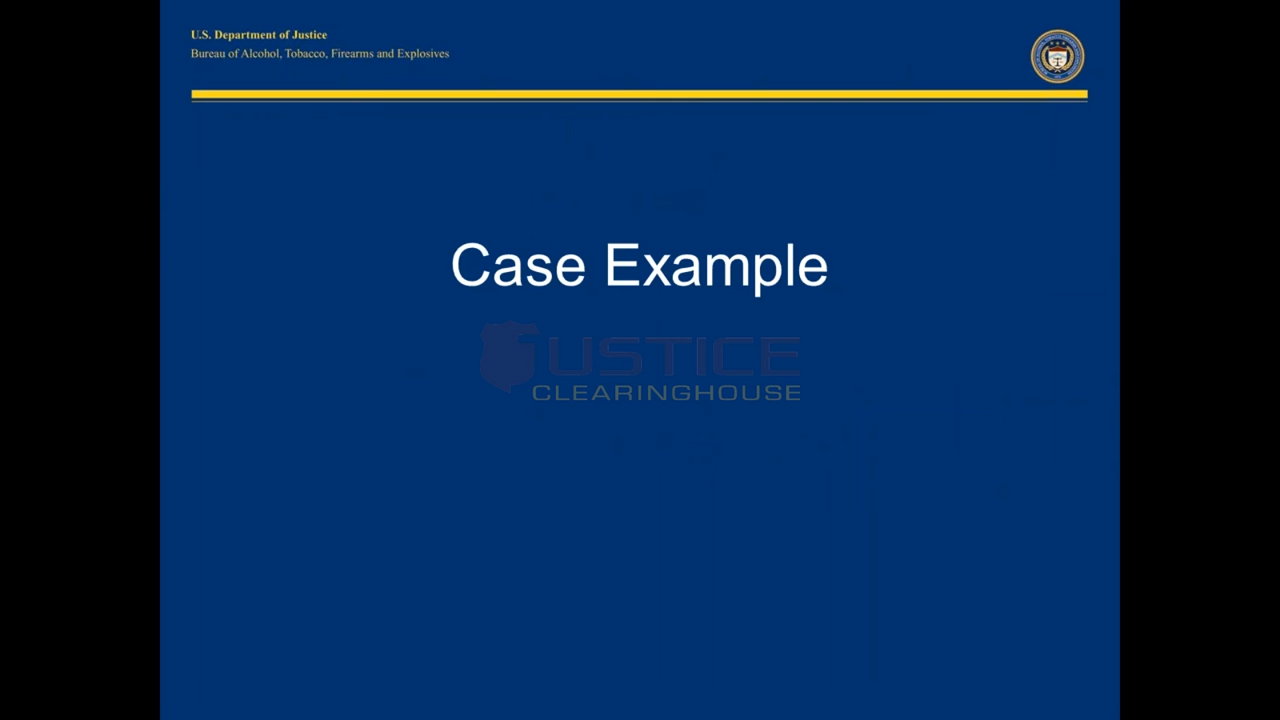 U.S. Department of Justice
Bureau of Alcohol, Tobacco, Firearms and Explosives
Case Example
JUSTICE
CLEARINGHOUSE